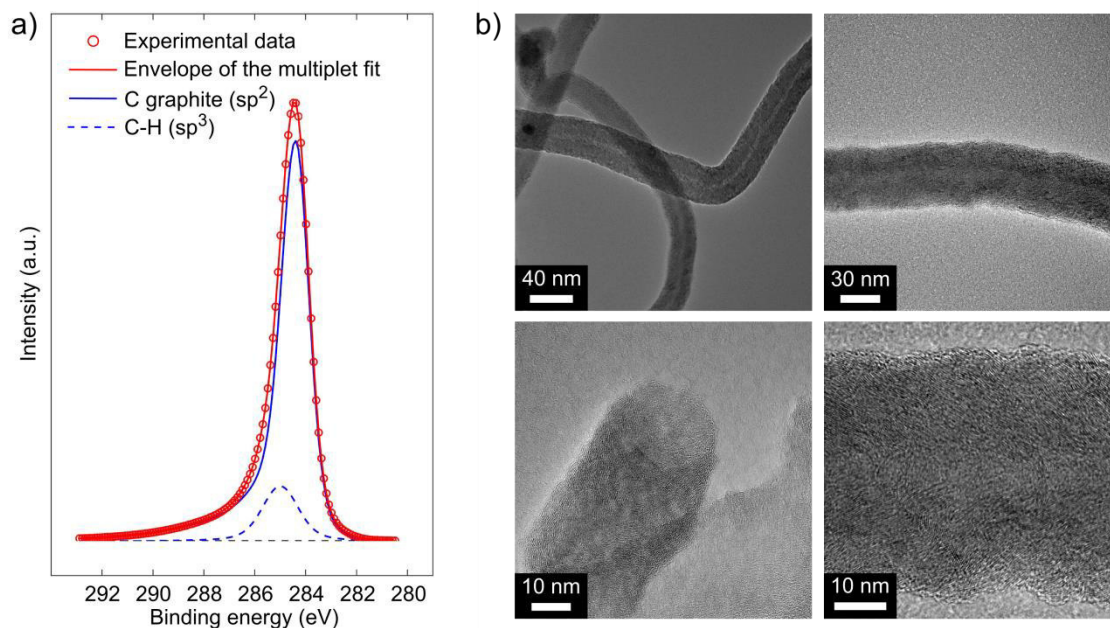 a)
Experimental data
Envelope of the multiplet fit
C graphite (sp²)
C-H (sp³)
Intensity (a.u.)
292 290 288 286 284 282 280
Binding energy (eV)
b)
40 nm
30 nm
10 nm
10 nm